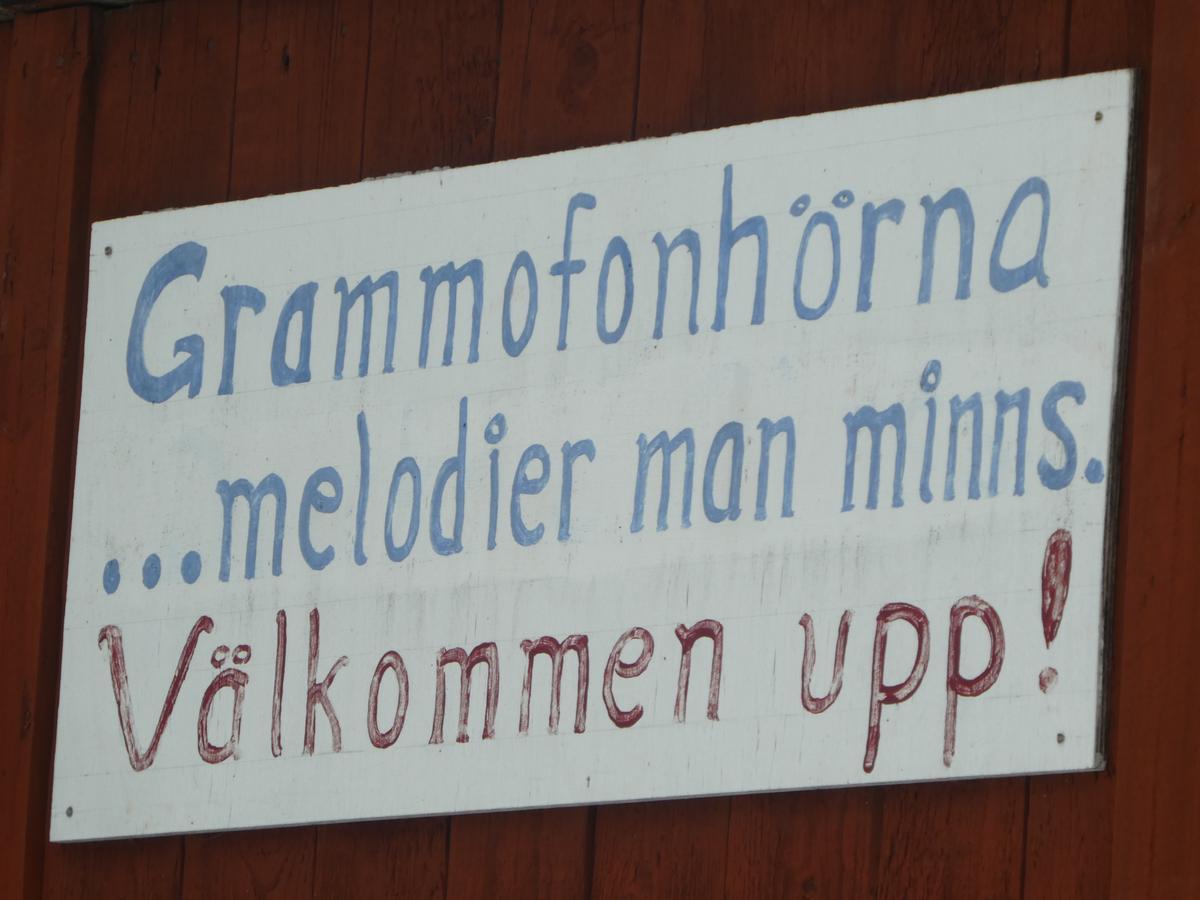 Grammofonhörna
...melodier man minns.
Välkommen upp!